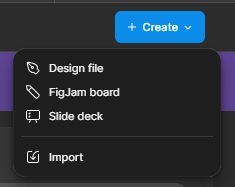 + Create
Design file
FigJam board
Slide deck
Import